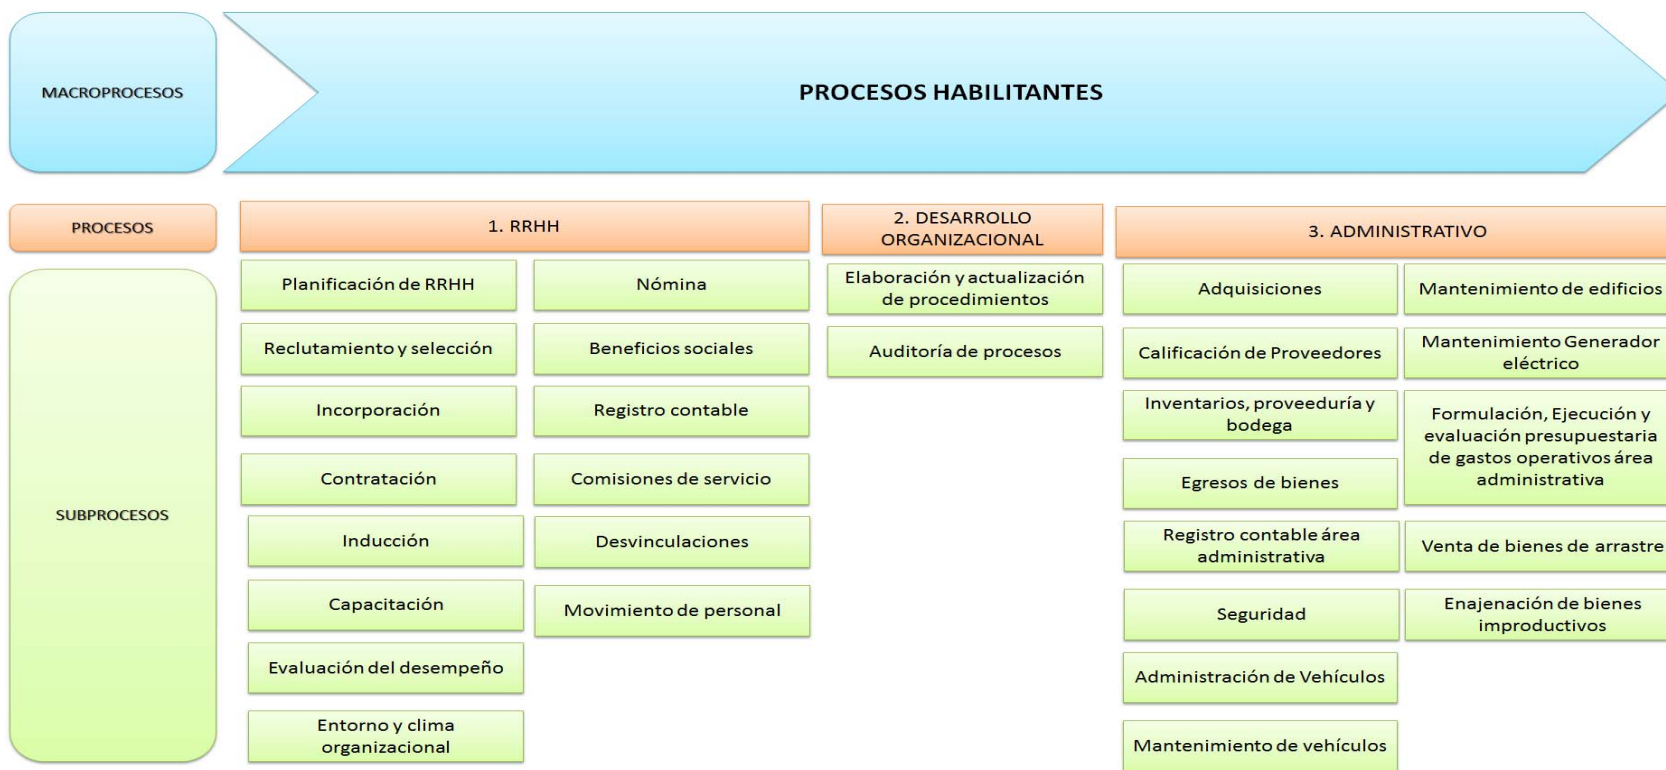 MACROPROCESOS
PROCESOS HABILITANTES
PROCESOS
1. RRHH
2. DESARROLLO
ORGANIZACIONAL
3. ADMINISTRATIVO
SUBPROCESOS
Planificación de RRHH
Reclutamiento y selección
Incorporación
Contratación
Inducción
Capacitación
Evaluación del desempeño
Entorno y clima
organizacional
Nómina
Beneficios sociales
Registro contable
Comisiones de servicio
Desvinculaciones
Movimiento de personal
Elaboración y actualización
de procedimientos
Auditoría de procesos
Adquisiciones
Calificación de Proveedores
Inventarios, proveeduría y
bodega
Egresos de bienes
Registro contable área
administrativa
Seguridad
Administración de Vehículos
Mantenimiento de vehículos
Mantenimiento de edificios
Mantenimiento Generador
eléctrico
Formulación, Ejecución y
evaluación presupuestaria
de gastos operativos área
administrativa
Venta de bienes de arrastre
Enajenación de bienes
improductivos